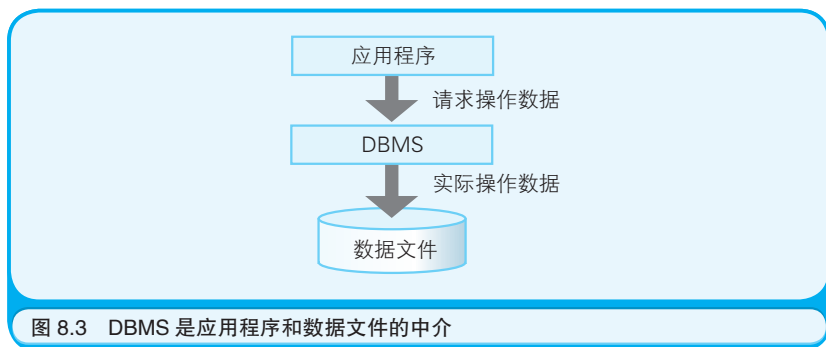 应用程序
请求操作数据
DBMS
实际操作数据
数据文件
图 8.3 DBMS 是应用程序和数据文件的中介